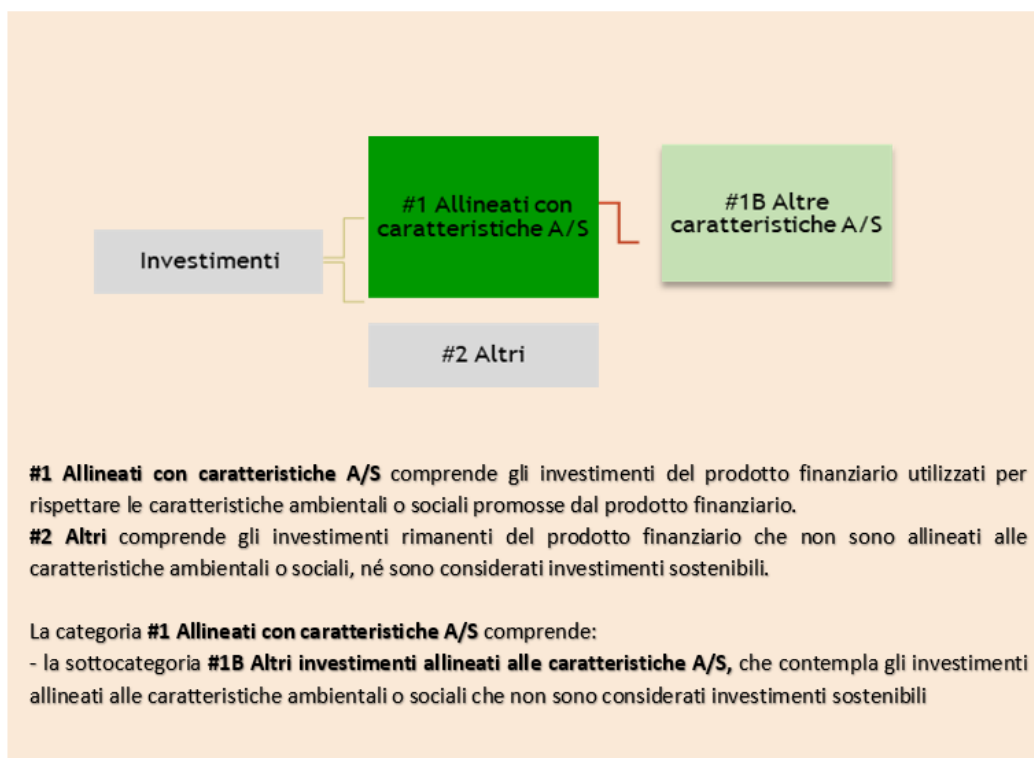 #1 Allineati con
caratteristiche A/S
#1B Altre
caratteristiche A/S
Investimenti
#2 Altri
#1 Allineati con caratteristiche A/S comprende gli investimenti del prodotto finanziario utilizzati per
rispettare le caratteristiche ambientali o sociali promosse dal prodotto finanziario.
#2 Altri comprende gli investimenti rimanenti del prodotto finanziario che non sono allineati alle
caratteristiche ambientali o sociali, né sono considerati investimenti sostenibili.
La categoria #1 Allineati con caratteristiche A/S comprende:
- la sottocategoria #1B Altri investimenti allineati alle caratteristiche A/S, che contempla gli investimenti
allineati alle caratteristiche ambientali o sociali che non sono considerati investimenti sostenibili